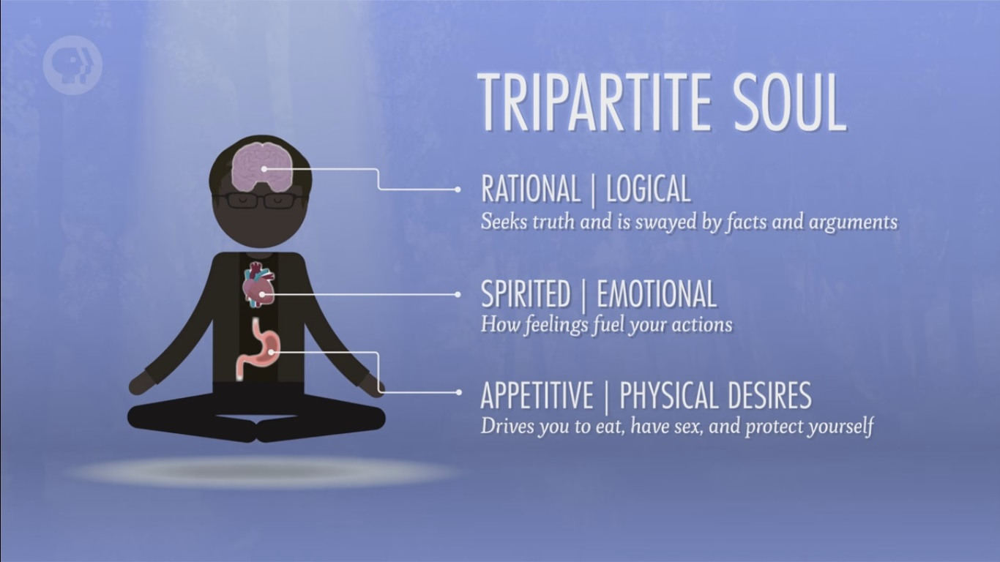 TRIPARTITE SOUL
RATIONAL | LOGICAL
Seeks truth and is swayed by facts and arguments
SPIRITED | EMOTIONAL
How feelings fuel your actions
APPETITIVE | PHYSICAL DESIRES
Drives you to eat, have sex, and protect yourself